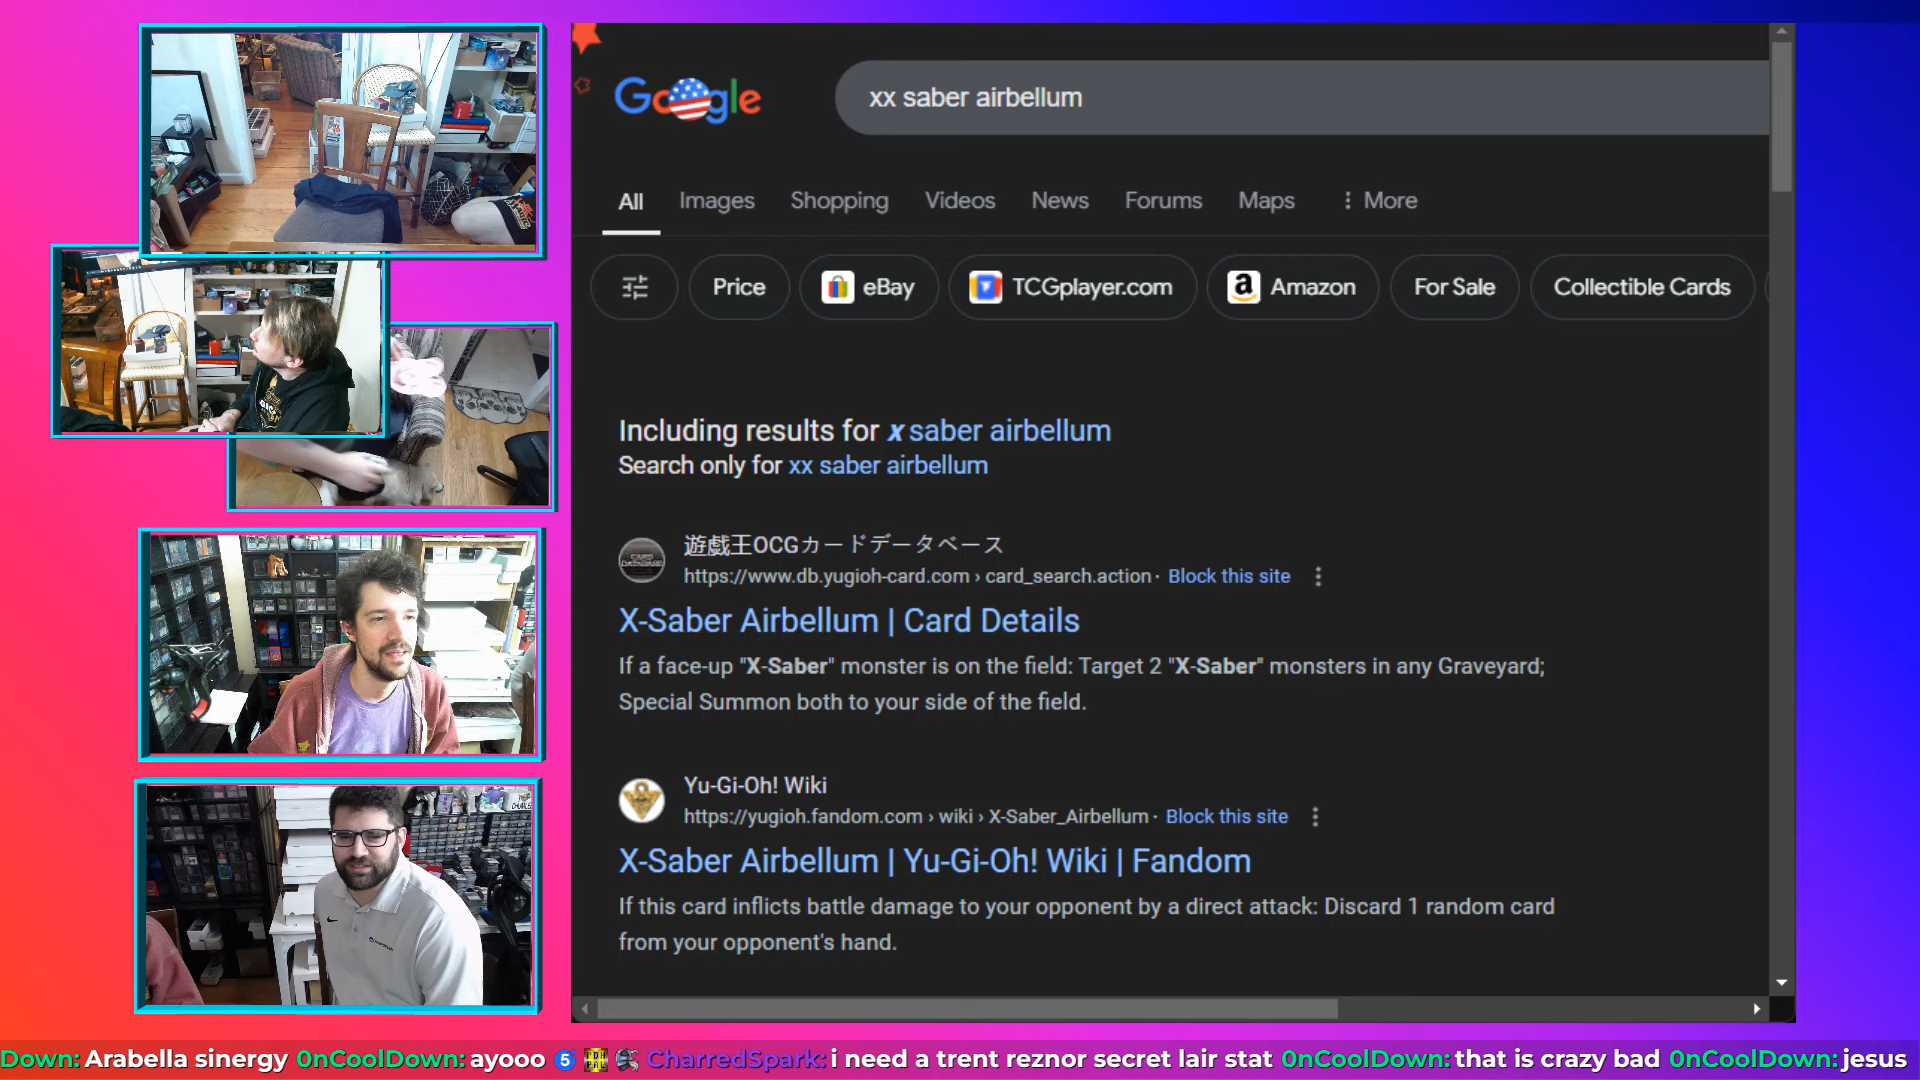 Google
xx saber airbellum
All
Images
Shopping
Videos
News
Forums
Maps
More
Price
eBay
TCGplayer.com
Amazon
For Sale
Collectible Cards
Including results for x saber airbellum
Search only for xx saber airbellum
遊戯王OCGカードデータベース
https://www.db.yugioh-card.com › card_search.action · Block this site
X-Saber Airbellum | Card Details
If a face-up "X-Saber" monster is on the field: Target 2 "X-Saber" monsters in any Graveyard;
Special Summon both to your side of the field.
Yu-Gi-Oh! Wiki
https://yugioh.fandom.com › wiki › X-Saber_Airbellum · Block this site
X-Saber Airbellum | Yu-Gi-Oh! Wiki | Fandom
If this card inflicts battle damage to your opponent by a direct attack: Discard 1 random card
from your opponent's hand.
Down: Arabella sinergy 0nCoolDown: ayooo 5 CharredSpark: i need a trent reznor secret lair stat 0nCoolDown: that is crazy bad 0nCoolDown: jesus